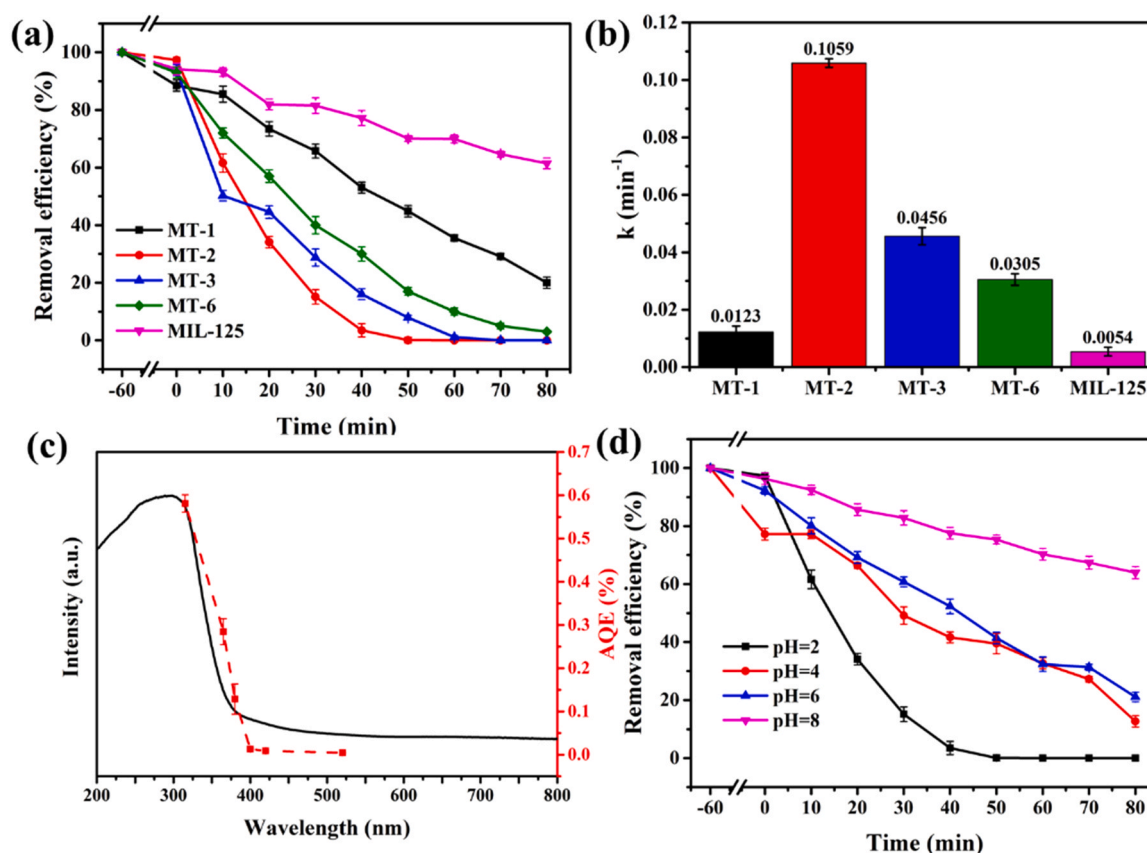 (a)
Removal efficiency (%)
100
80
60
40
20
0
MT-1
MT-2
MT-3
MT-6
MIL-125
-60 0 10 20 30 40 50 60 70 80
Time (min)
(b)
k (min⁻¹)
0.12
0.10
0.08
0.06
0.04
0.02
0.00
0.0123
0.1059
0.0456
0.0305
0.0054
MT-1 MT-2 MT-3 MT-6 MIL-125
(c)
Intensity (a.u.)
200 300 400 500 600 700 800
Wavelength (nm)
0.7
0.6
0.5
0.4
0.3
0.2
0.1
0.0
AQE (%)
(d)
Removal efficiency (%)
100
80
60
40
20
0
pH=2
pH=4
pH=6
pH=8
-60 0 10 20 30 40 50 60 70 80
Time (min)